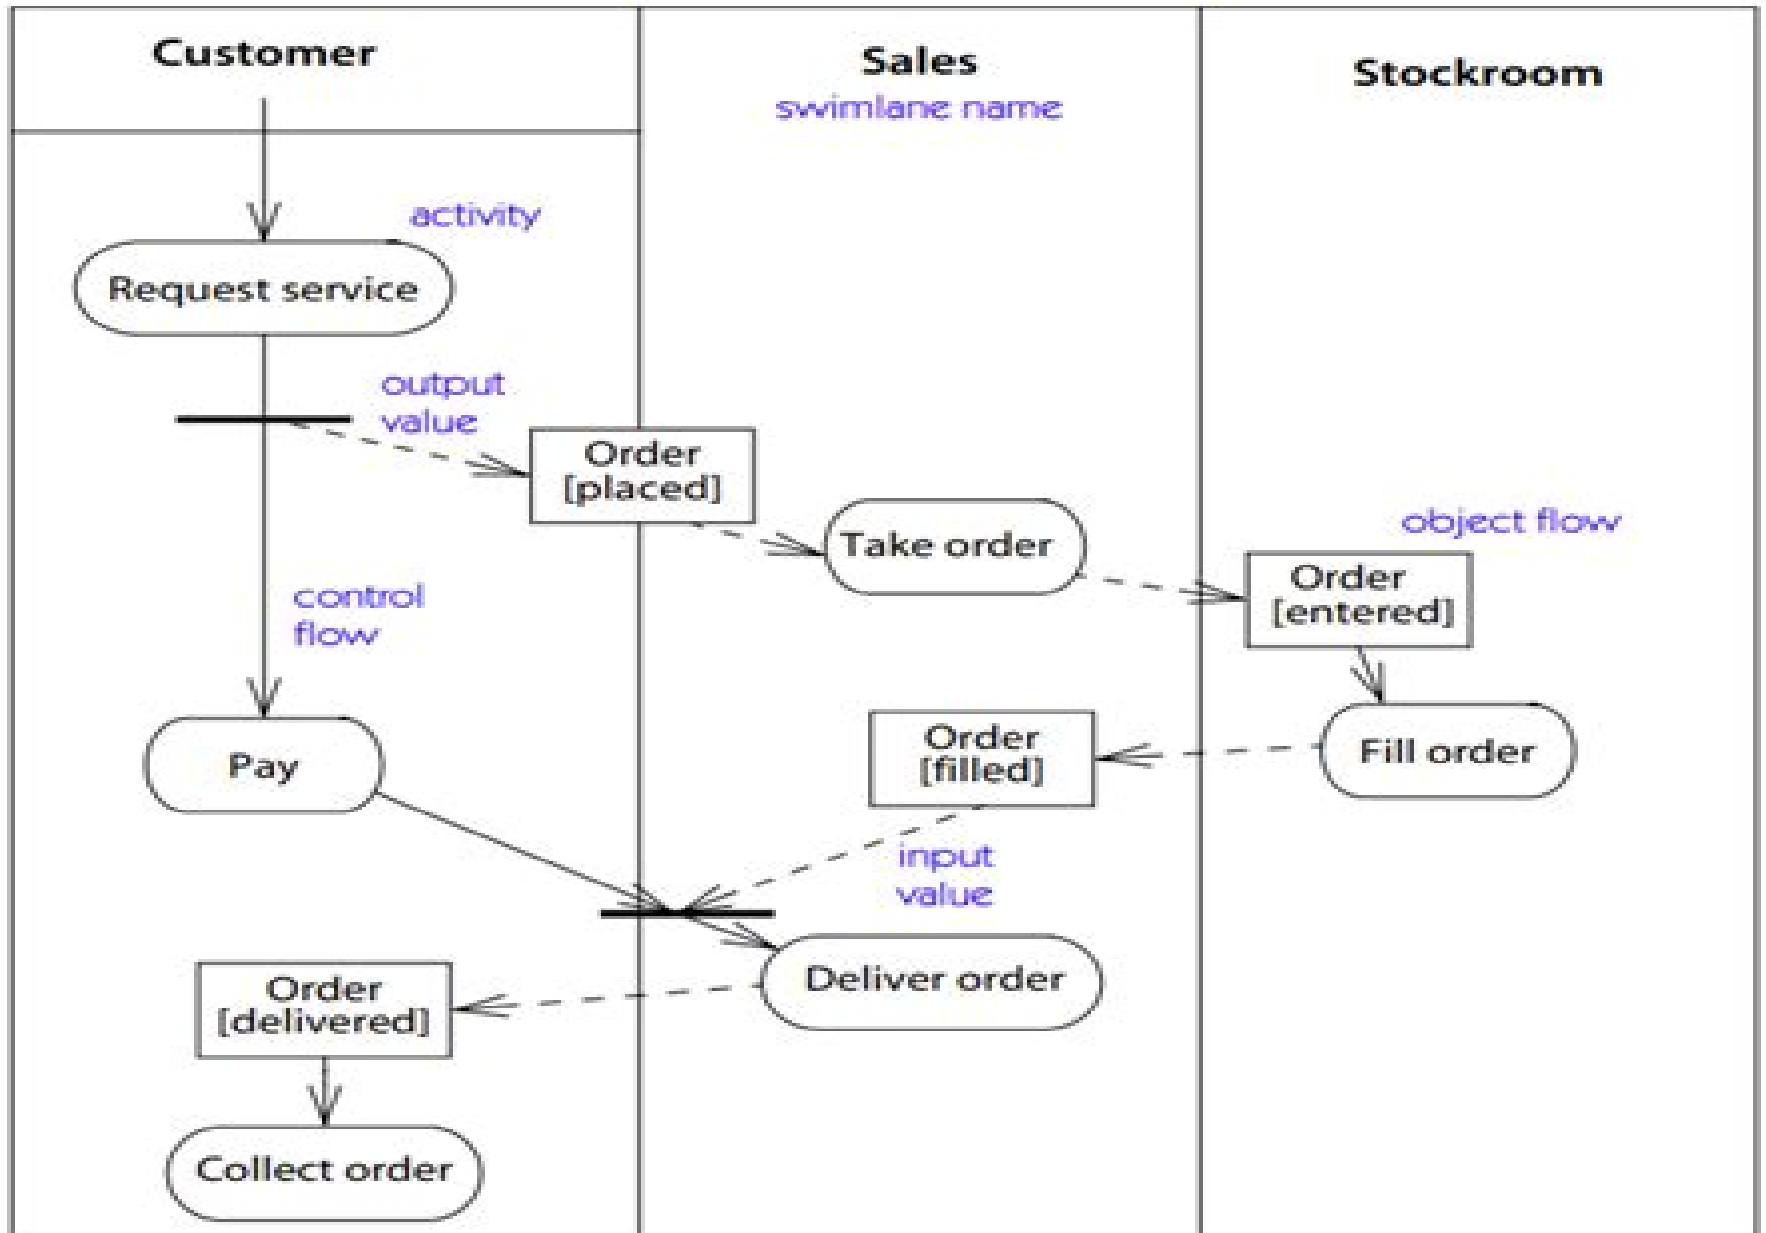 Customer
Sales
swimlane name
Stockroom
activity
Request service
output
value
Order
[placed]
Take order
object flow
Order
[entered]
control
flow
Pay
Order
[filled]
Fill order
input
value
Deliver order
Order
[delivered]
Collect order